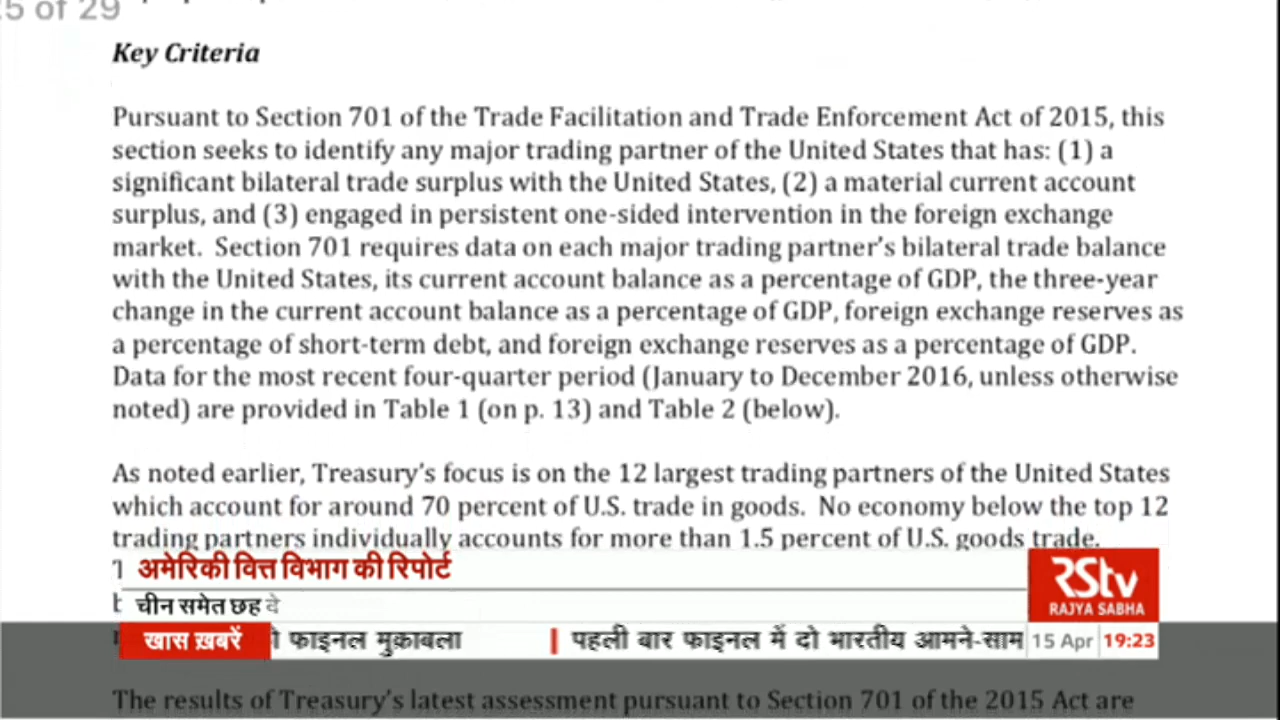 5 of 29
Key Criteria
Pursuant to Section 701 of the Trade Facilitation and Trade Enforcement Act of 2015, this
section seeks to identify any major trading partner of the United States that has: (1) a
significant bilateral trade surplus with the United States, (2) a material current account
surplus, and (3) engaged in persistent one-sided intervention in the foreign exchange
market.  Section 701 requires data on each major trading partner's bilateral trade balance
with the United States, its current account balance as a percentage of GDP, the three-year
change in the current account balance as a percentage of GDP, foreign exchange reserves as
a percentage of short-term debt, and foreign exchange reserves as a percentage of GDP.
Data for the most recent four-quarter period (January to December 2016, unless otherwise
noted) are provided in Table 1 (on p. 13) and Table 2 (below).
As noted earlier, Treasury's focus is on the 12 largest trading partners of the United States
which account for around 70 percent of U.S. trade in goods.  No economy below the top 12
trading partners individually accounts for more than 1.5 percent of U.S. goods trade.
अमेरिकी वित्त विभाग की रिपोर्ट
चीन समेत छह दे
RSTV
RAJYA SABHA
खास ख़बरें
फाइनल मुक़ाबला | पहली बार फाइनल में दो भारतीय आमने-साम
15 Apr 19:23
The results of Treasury's latest assessment pursuant to Section 701 of the 2015 Act are